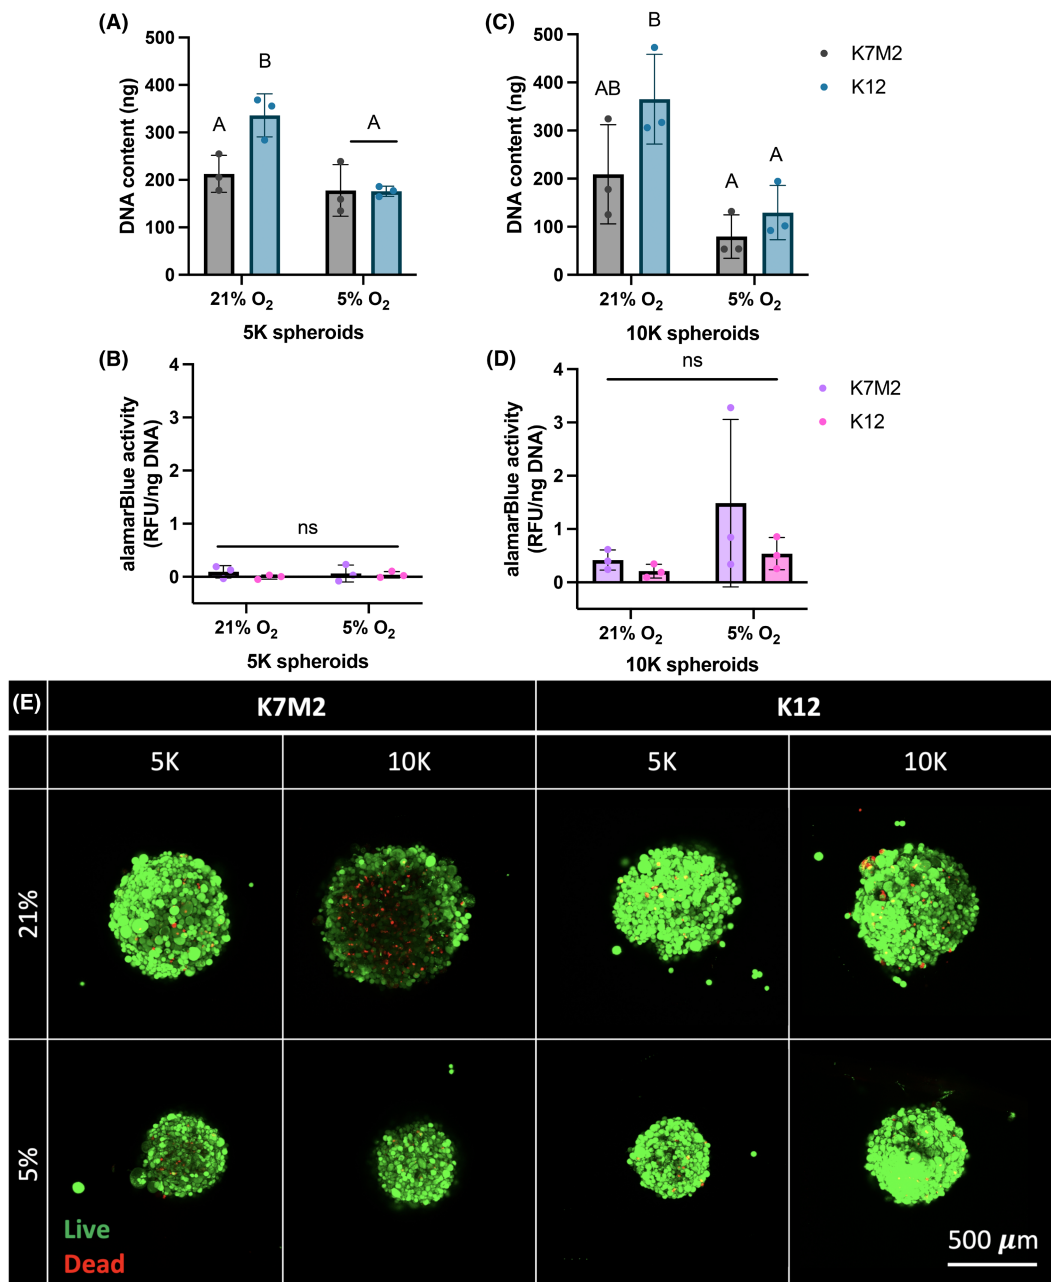 (A)
500
400
300
200
100
0
DNA content (ng)
A
B
A
21% O₂
5% O₂
5K spheroids
(C)
500
400
300
200
100
0
DNA content (ng)
AB
B
A
A
21% O₂
5% O₂
10K spheroids
K7M2
K12
(B)
4
3
2
1
0
alamarBlue activity
(RFU/ng DNA)
ns
21% O₂
5% O₂
5K spheroids
(D)
4
3
2
1
0
alamarBlue activity
(RFU/ng DNA)
ns
21% O₂
5% O₂
10K spheroids
K7M2
K12
(E)
K7M2
K12
5K
10K
5K
10K
21%
5%
Live
Dead
500 μm